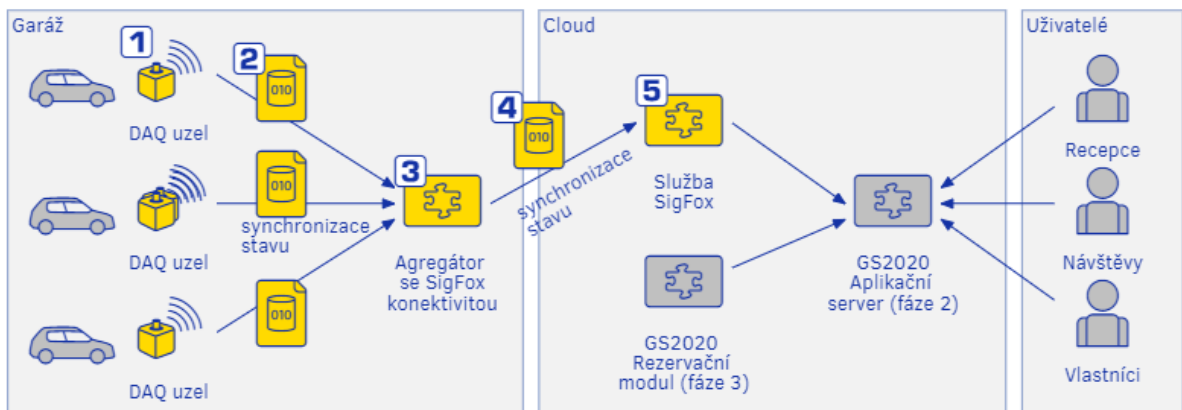 Garáž
1
DAQ uzel
2
010
DAQ uzel
010
synchronizace
stavu
DAQ uzel
010
3
Agregátor
se SigFox
konektivitou
4
010
synchronizace
stavu
Cloud
5
Služba
SigFox
GS2020
Rezervační
modul (fáze 3)
GS2020
Aplikační
server (fáze 2)
Uživatelé
Recepce
Návštěvy
Vlastníci